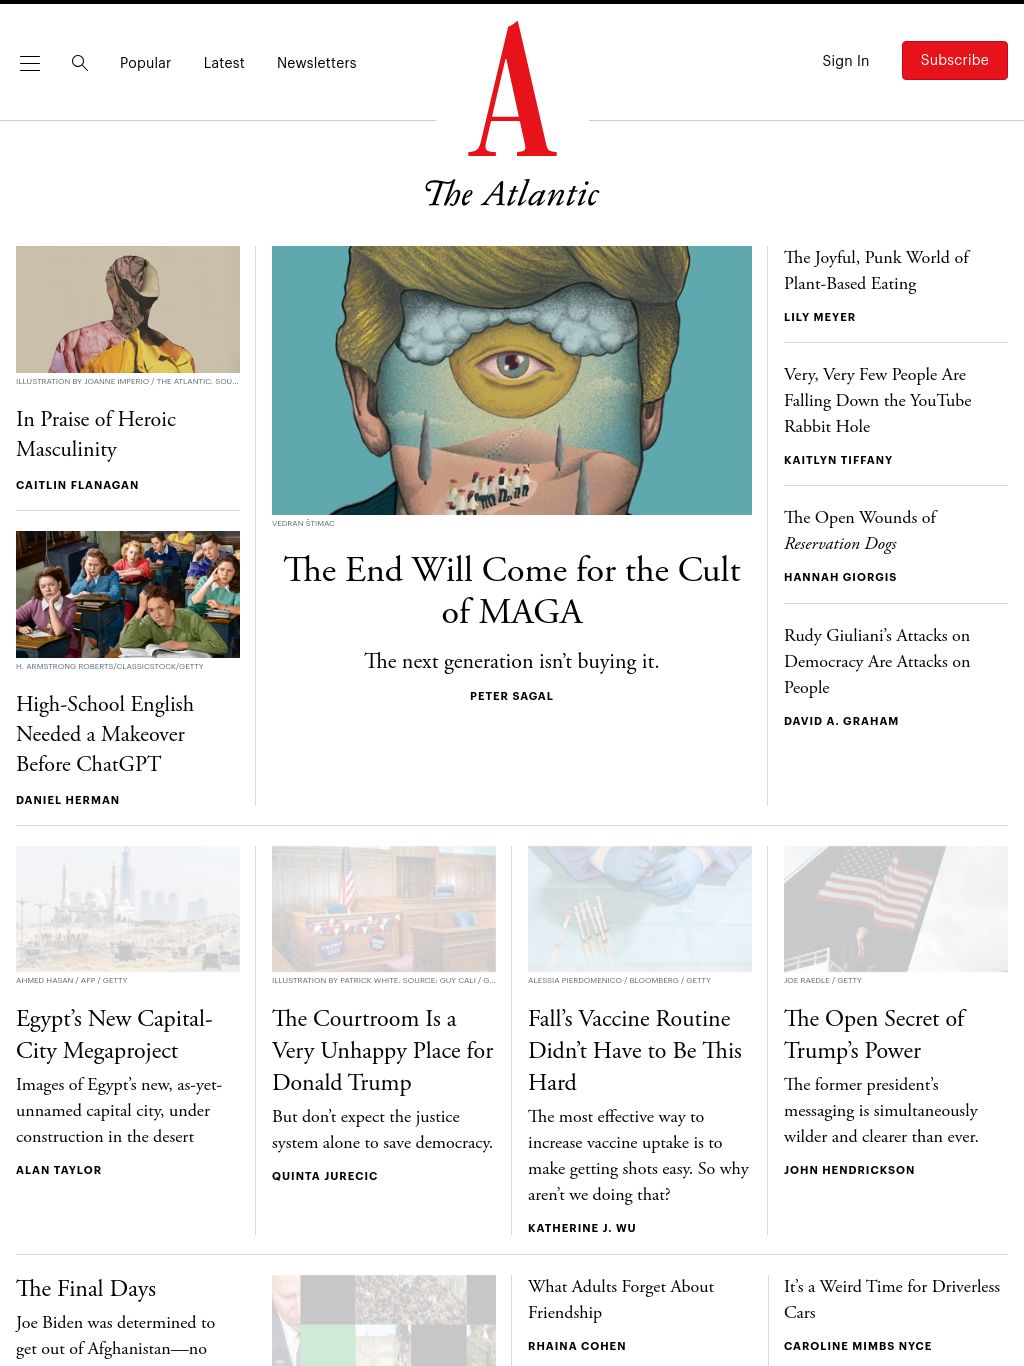 Popular
Latest
Newsletters
A
Sign In
Subscribe
The Atlantic
ILLUSTRATION BY JOANNE IMPERIO / THE ATLANTIC. SOU...
In Praise of Heroic
Masculinity
CAITLIN FLANAGAN
H. ARMSTRONG ROBERTS/CLASSICSTOCK/GETTY
High-School English
Needed a Makeover
Before ChatGPT
DANIEL HERMAN
VEDRAN ŠTIMAC
The End Will Come for the Cult
of MAGA
The next generation isn’t buying it.
PETER SAGAL
The Joyful, Punk World of
Plant-Based Eating
LILY MEYER
Very, Very Few People Are
Falling Down the YouTube
Rabbit Hole
KAITLYN TIFFANY
The Open Wounds of
Reservation Dogs
HANNAH GIORGIS
Rudy Giuliani’s Attacks on
Democracy Are Attacks on
People
DAVID A. GRAHAM
AHMED HASAN / AFP / GETTY
Egypt’s New Capital-
City Megaproject
Images of Egypt’s new, as-yet-
unnamed capital city, under
construction in the desert
ALAN TAYLOR
TRUMP
ILLUSTRATION BY PATRICK WHITE. SOURCE: GUY CALI / G...
The Courtroom Is a
Very Unhappy Place for
Donald Trump
But don’t expect the justice
system alone to save democracy.
QUINTA JURECIC
ALESSIA PIERDOMENICO / BLOOMBERG / GETTY
Fall’s Vaccine Routine
Didn’t Have to Be This
Hard
The most effective way to
increase vaccine uptake is to
make getting shots easy. So why
aren’t we doing that?
KATHERINE J. WU
JOE RAEDLE / GETTY
The Open Secret of
Trump’s Power
The former president’s
messaging is simultaneously
wilder and clearer than ever.
JOHN HENDRICKSON
The Final Days
Joe Biden was determined to
get out of Afghanistan—no
What Adults Forget About
Friendship
RHAINA COHEN
It’s a Weird Time for Driverless
Cars
CAROLINE MIMBS NYCE